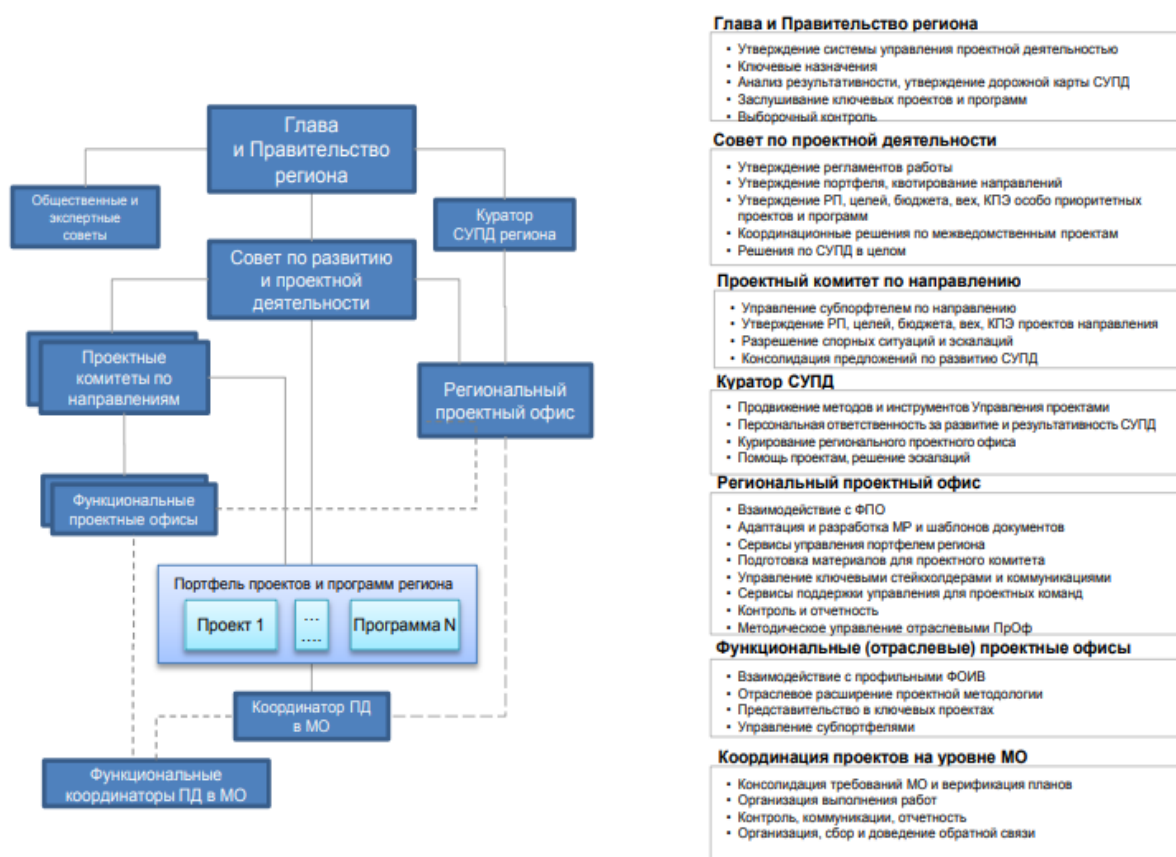 Глава
и Правительство
региона
Общественные и
экспертные
советы
Куратор
СУПД региона
Совет по развитию
и проектной
деятельности
Проектные
комитеты по
направлениям
Региональный
проектный офис
Функциональные
проектные офисы
Портфель проектов и программ региона
Проект 1
...
....
Программа N
Координатор ПД
в МО
Функциональные
координаторы ПД в МО
Глава и Правительство региона
• Утверждение системы управления проектной деятельностью
• Ключевые назначения
• Анализ результативности, утверждение дорожной карты СУПД
• Заслушивание ключевых проектов и программ
• Выборочный контроль
Совет по проектной деятельности
• Утверждение регламентов работы
• Утверждение портфеля, квотирование направлений
• Утверждение РП, целей, бюджета, вех, КПЭ особо приоритетных
проектов и программ
• Координационные решения по межведомственным проектам
• Решения по СУПД в целом
Проектный комитет по направлению
• Управление субпорфтелем по направлению
• Утверждение РП, целей, бюджета, вех, КПЭ проектов направления
• Разрешение спорных ситуаций и эскалаций
• Консолидация предложений по развитию СУПД
Куратор СУПД
• Продвижение методов и инструментов Управления проектами
• Персональная ответственность за развитие и результативность СУПД
• Курирование регионального проектного офиса
• Помощь проектам, решение эскалаций
Региональный проектный офис
• Взаимодействие с ФПО
• Адаптация и разработка МР и шаблонов документов
• Сервисы управления портфелем региона
• Подготовка материалов для проектного комитета
• Управление ключевыми стейкхолдерами и коммуникациями
• Сервисы поддержки управления для проектных команд
• Контроль и отчетность
• Методическое управление отраслевыми ПрОф
Функциональные (отраслевые) проектные офисы
• Взаимодействие с профильными ФОИВ
• Отраслевое расширение проектной методологии
• Представительство в ключевых проектах
• Управление субпортфелями
Координация проектов на уровне МО
• Консолидация требований МО и верификация планов
• Организация выполнения работ
• Контроль, коммуникации, отчетность
• Организация, сбор и доведение обратной связи